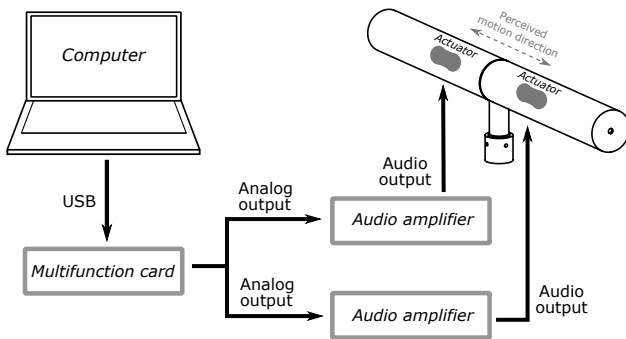 Computer
Perceived
motion direction
Actuator
Actuator
USB
Analog
output
Audio
output
Audio amplifier
Multifunction card
Analog
output
Audio amplifier
Audio
output